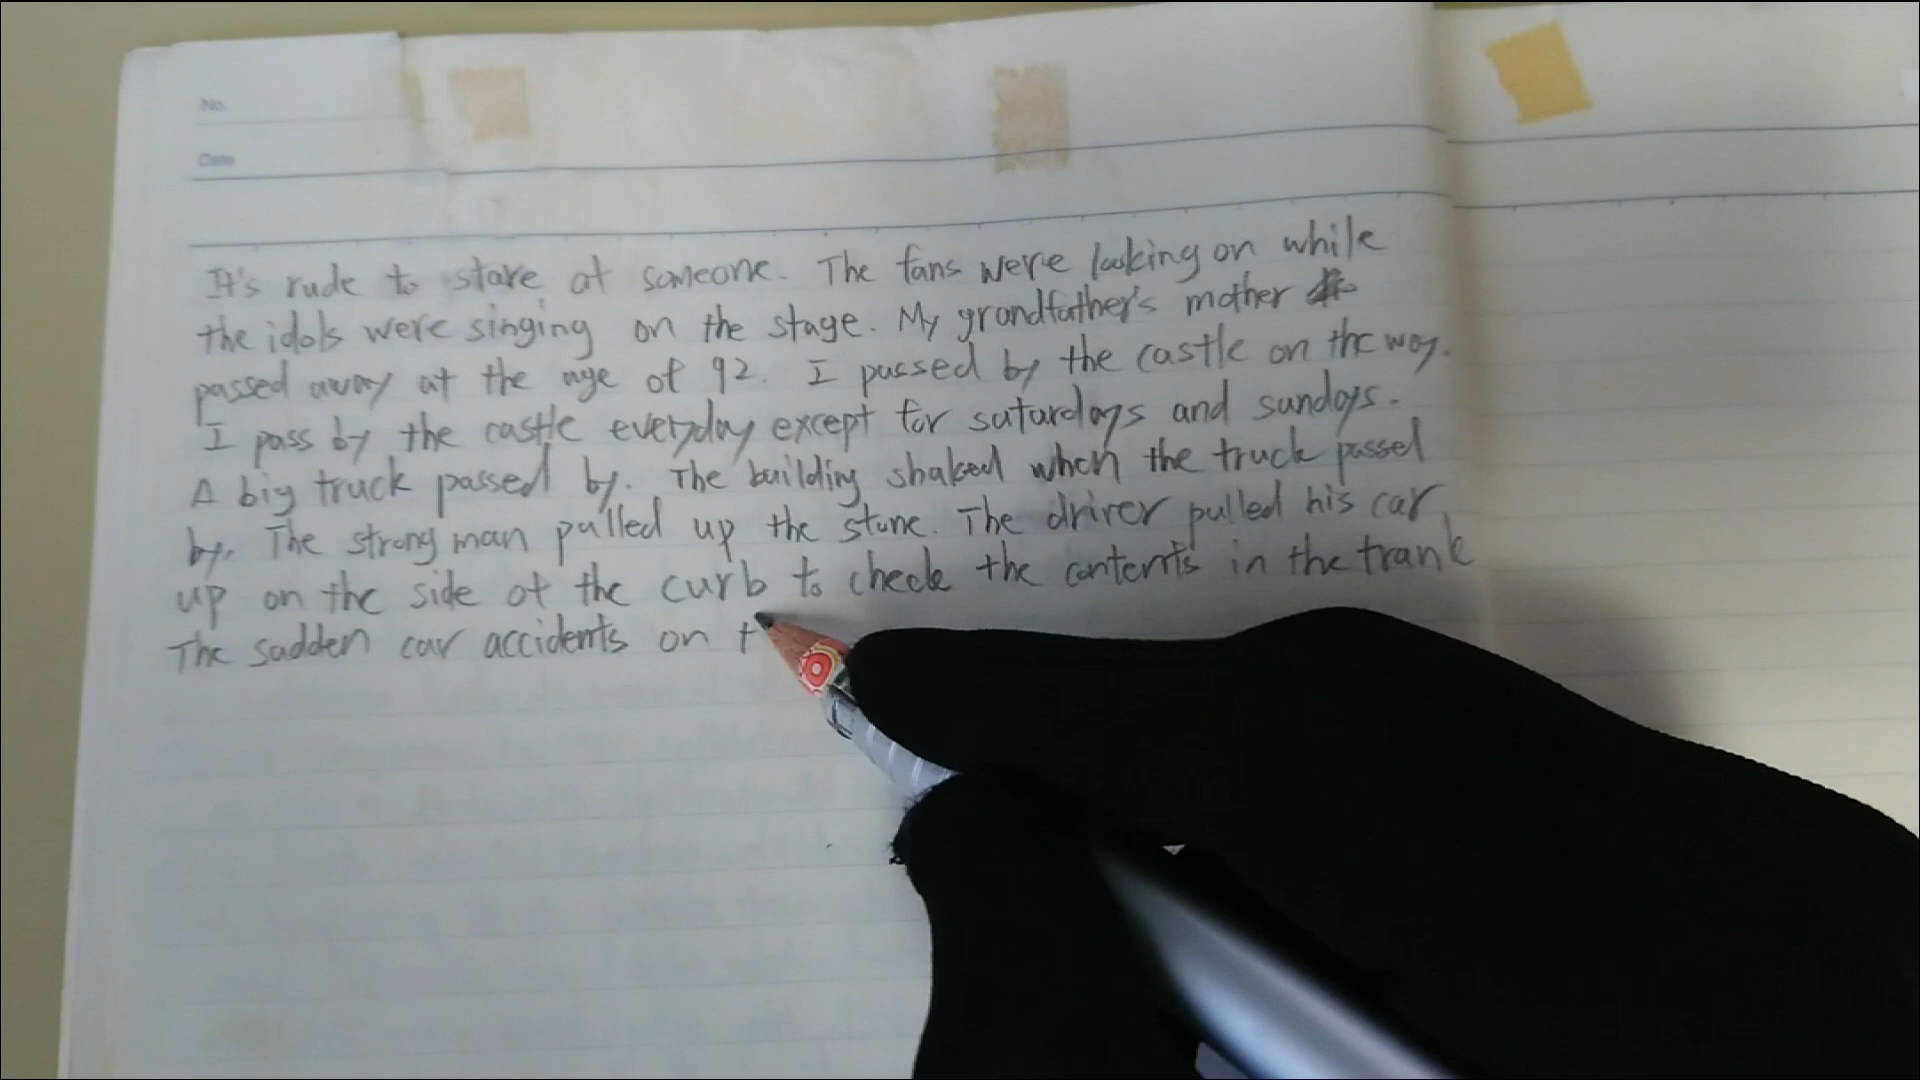 No.
Date
It's rude to stare at someone. The fans were looking on while
the idols were singing on the stage. My grandfather's mother
passed away at the age of 92. I passed by the castle on the way.
I pass by the castle everyday except for saturdays and sundays.
A big truck passed by. The building shaked when the truck passed
by. The strong man pulled up the stone. The driver pulled his car
up on the side of the curb to check the contents in the trank
The sadden car accidents on t